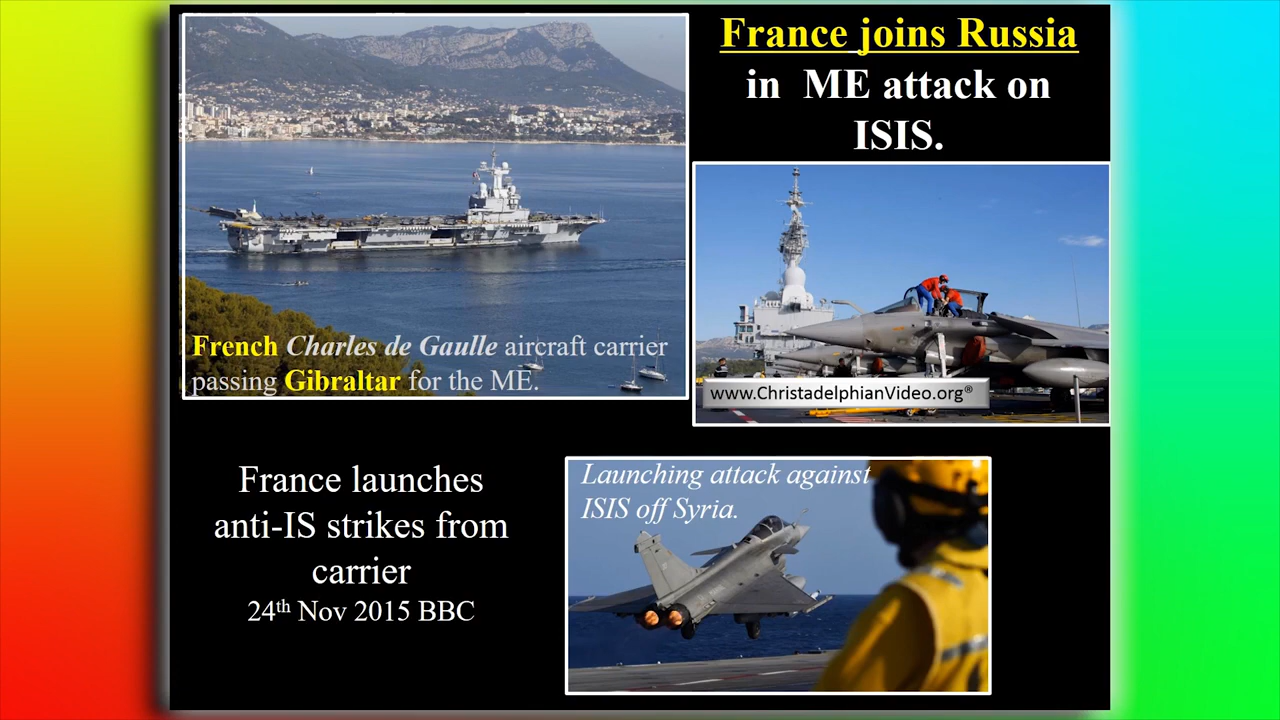 France joins Russia
in ME attack on
ISIS.
French Charles de Gaulle aircraft carrier
passing Gibraltar for the ME.
www.ChristadelphianVideo.org®
France launches
anti-IS strikes from
carrier
24th Nov 2015 BBC
Launching attack against
ISIS off Syria.